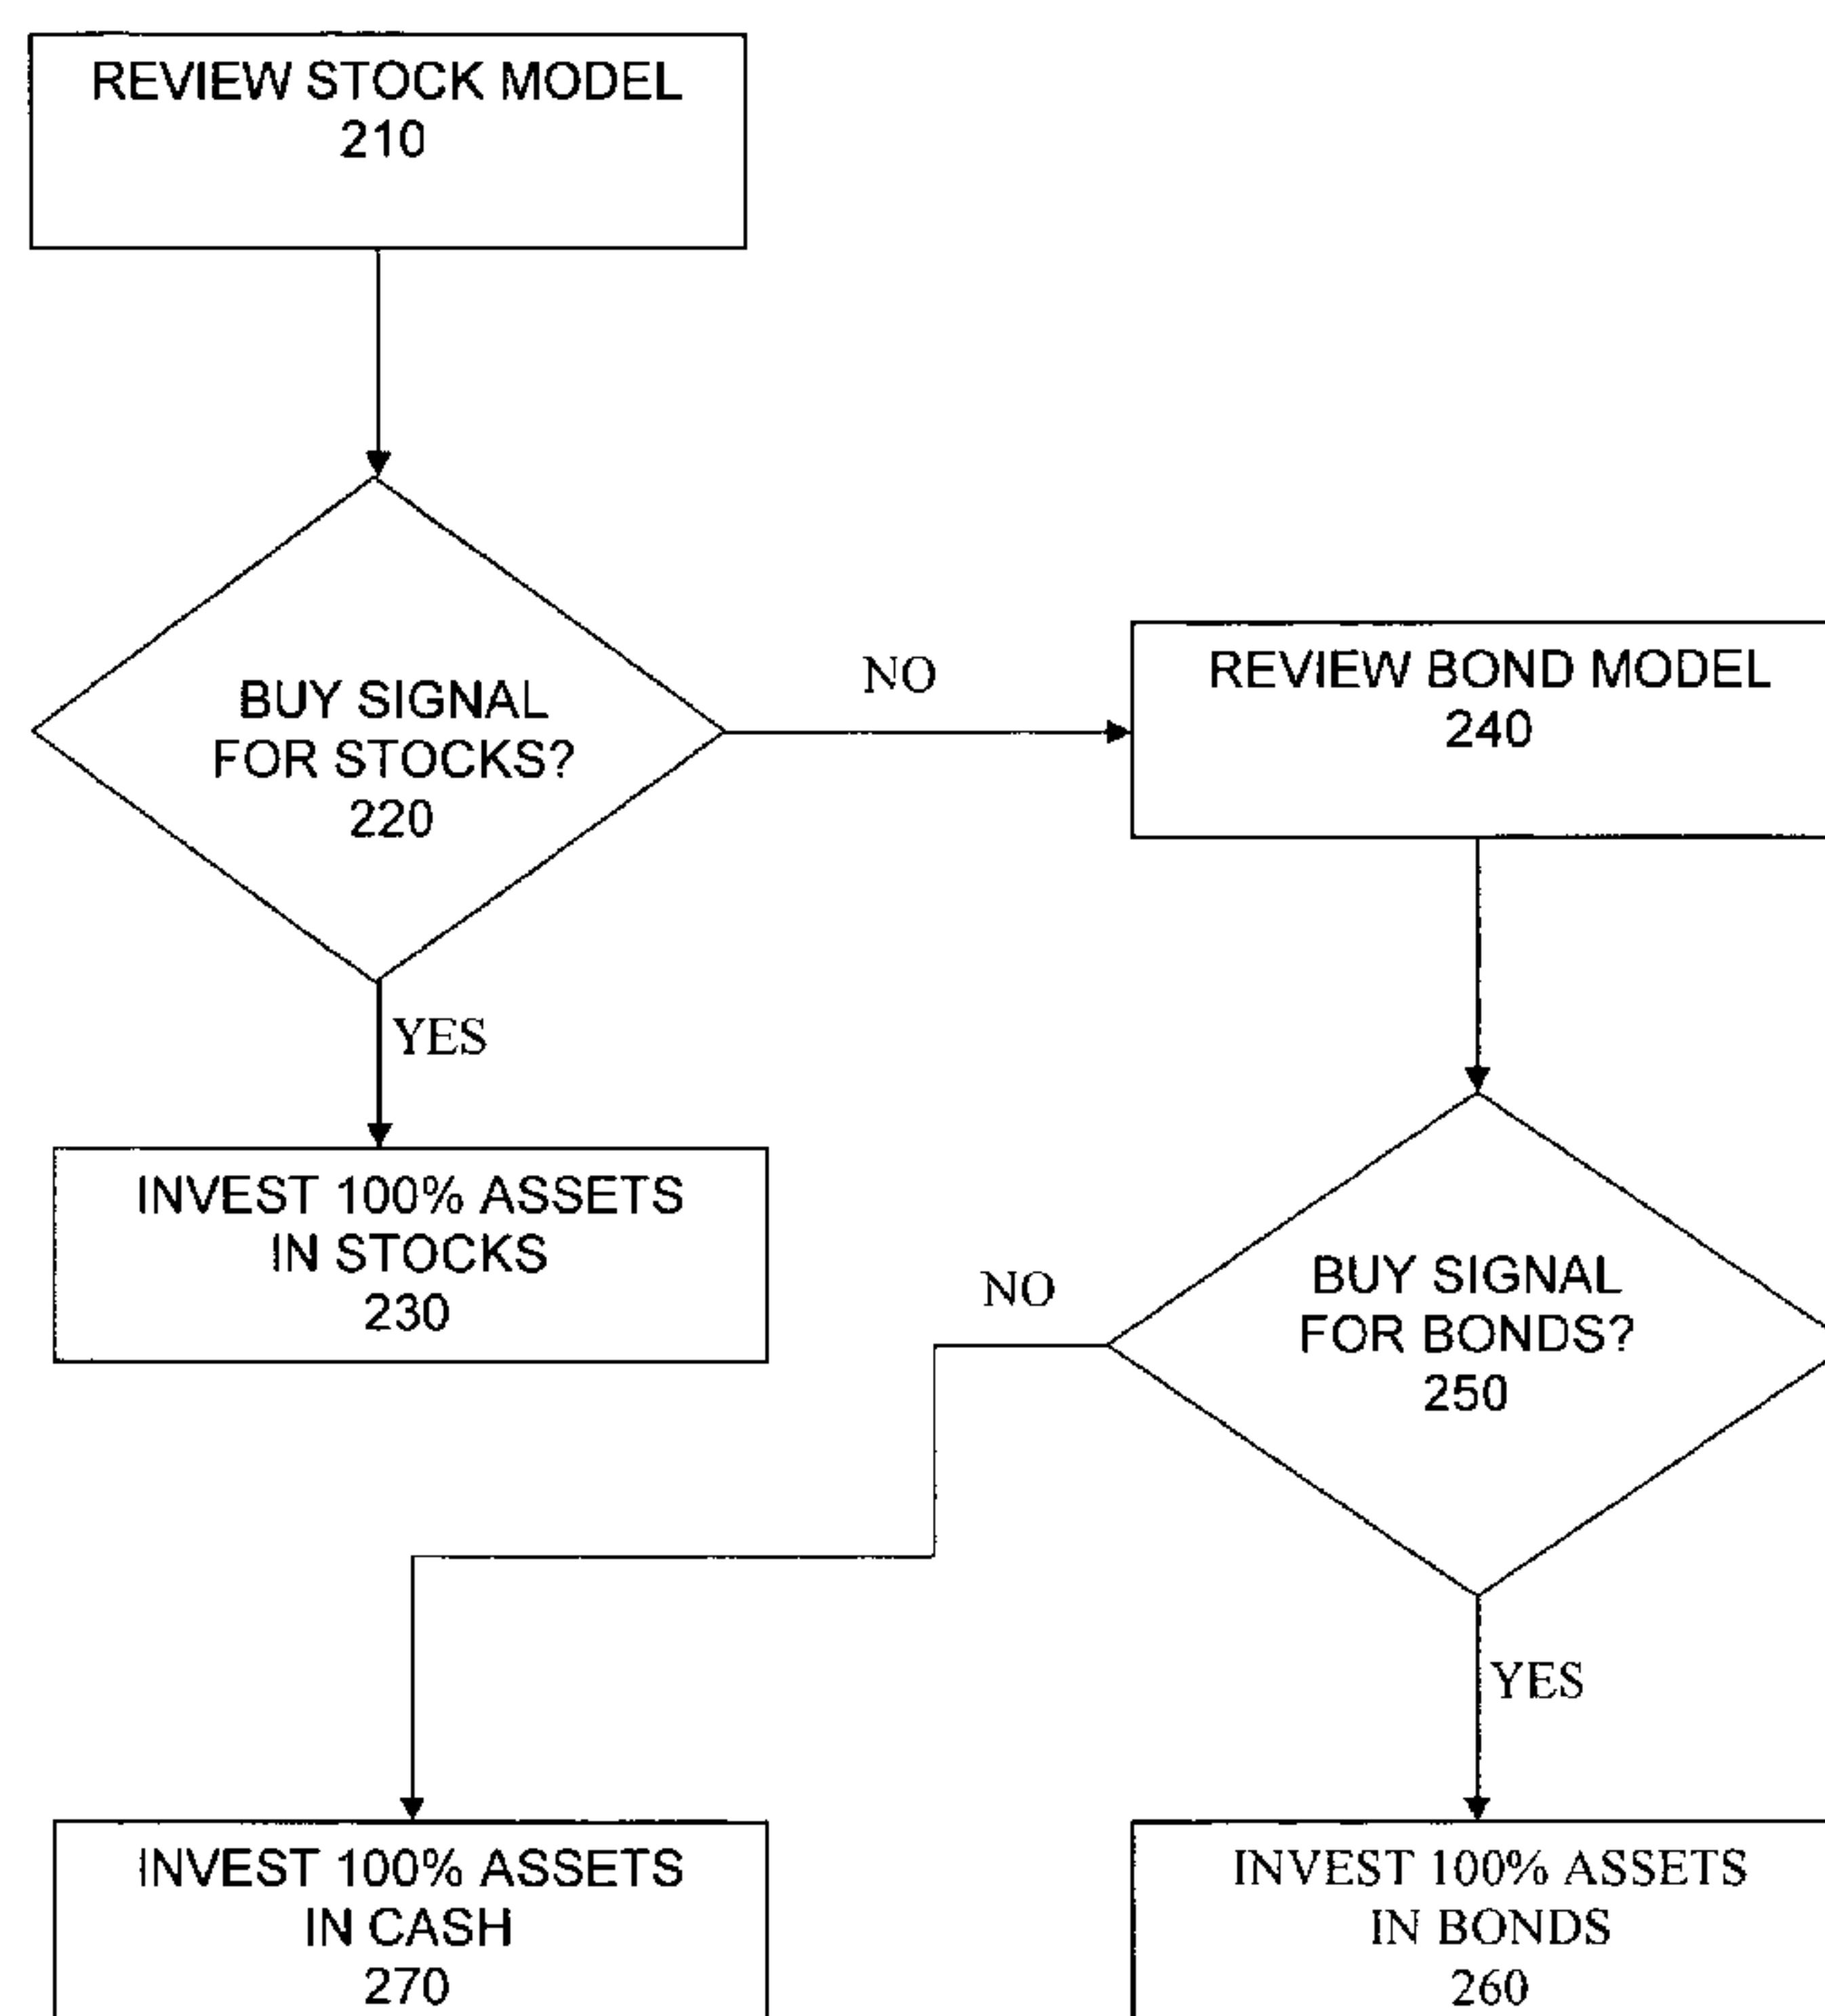 REVIEW STOCK MODEL
210
BUY SIGNAL
FOR STOCKS?
220
NO
REVIEW BOND MODEL
240
YES
INVEST 100% ASSETS
IN STOCKS
230
BUY SIGNAL
FOR BONDS?
250
NO
YES
INVEST 100% ASSETS
IN CASH
270
INVEST 100% ASSETS
IN BONDS
260